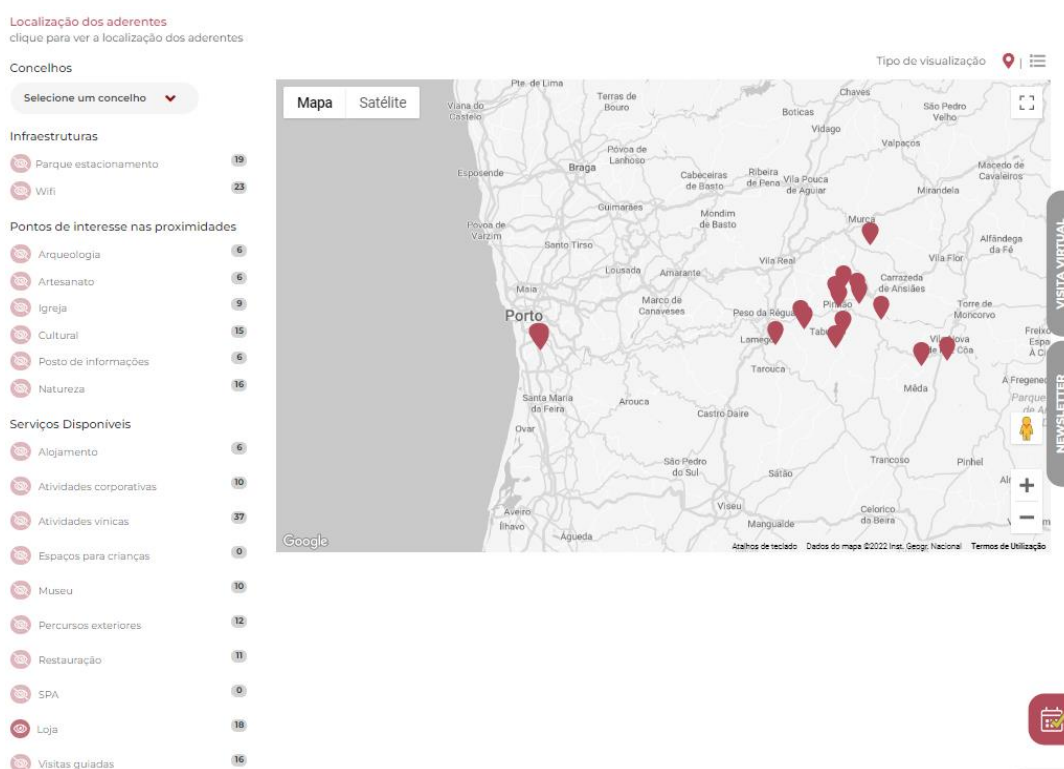 Localização dos aderentes
clique para ver a localização dos aderentes
Concelhos
Selecione um concelho
Infraestruturas
Parque estacionamento 19
Wifi 23
Pontos de interesse nas proximidades
Arqueologia 6
Artesanato 6
Igreja 9
Cultural 15
Posto de informações 6
Natureza 16
Serviços Disponíveis
Alojamento 6
Atividades corporativas 10
Atividades vínicas 37
Espaços para crianças 0
Museu 10
Percursos exteriores 12
Restauração 11
SPA 0
Loja 18
Visitas guiadas 16
Tipo de visualização |
Mapa Satélite
Pte. de Lima
Viana do
Castelo
Terras de
Bouro
Chaves
Boticas
São Pedro
Velho
Vidago
Valpaços
Póvoa de
Lanhoso
Braga
Esposende
Cabeceiras
de Basto
Ribeira
de Pena
Vila Pouca
de Aguiar
Macedo de
Cavaleiros
Mirandela
Guimarães
Mondim
de Basto
Murça
Póvoa de
Varzim
Santo Tirso
Alfândega
da Fé
Vila Flor
Vila Real
Lousada
Amarante
Carrazeda
de Ansiães
Maia
Marco de
Canaveses
Porto
Peso da Régua
Torre de
Moncorvo
Lamego
Tarouca
Mêda
Santa Maria
da Feira
Arouca
Castro Daire
Ovar
São Pedro
do Sul
Sátão
Trancoso
Pinhel
Viseu
Aveiro
Ílhavo
Mangualde
Celorico
da Beira
Águeda
Google
Atalhos de teclado Dados do mapa ©2022 Inst. Geogr. Nacional Termos de Utilização
VISITA VIRTUAL
NEWSLETTER